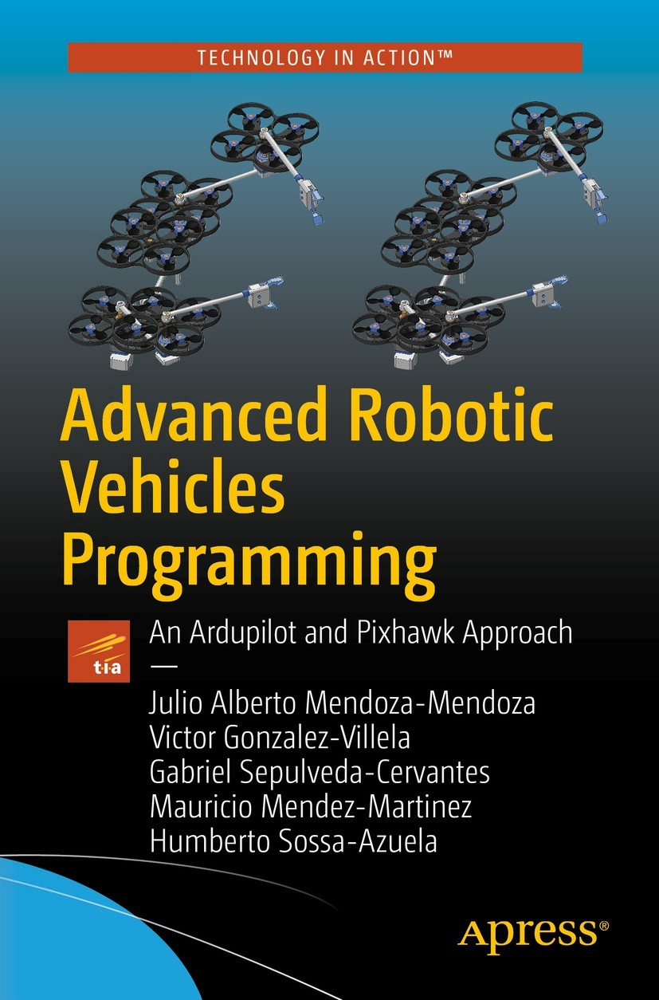 TECHNOLOGY IN ACTION™
Advanced Robotic
Vehicles
Programming
An Ardupilot and Pixhawk Approach
—
t·i·a
Julio Alberto Mendoza-Mendoza
Victor Gonzalez-Villela
Gabriel Sepulveda-Cervantes
Mauricio Mendez-Martinez
Humberto Sossa-Azuela
Apress®